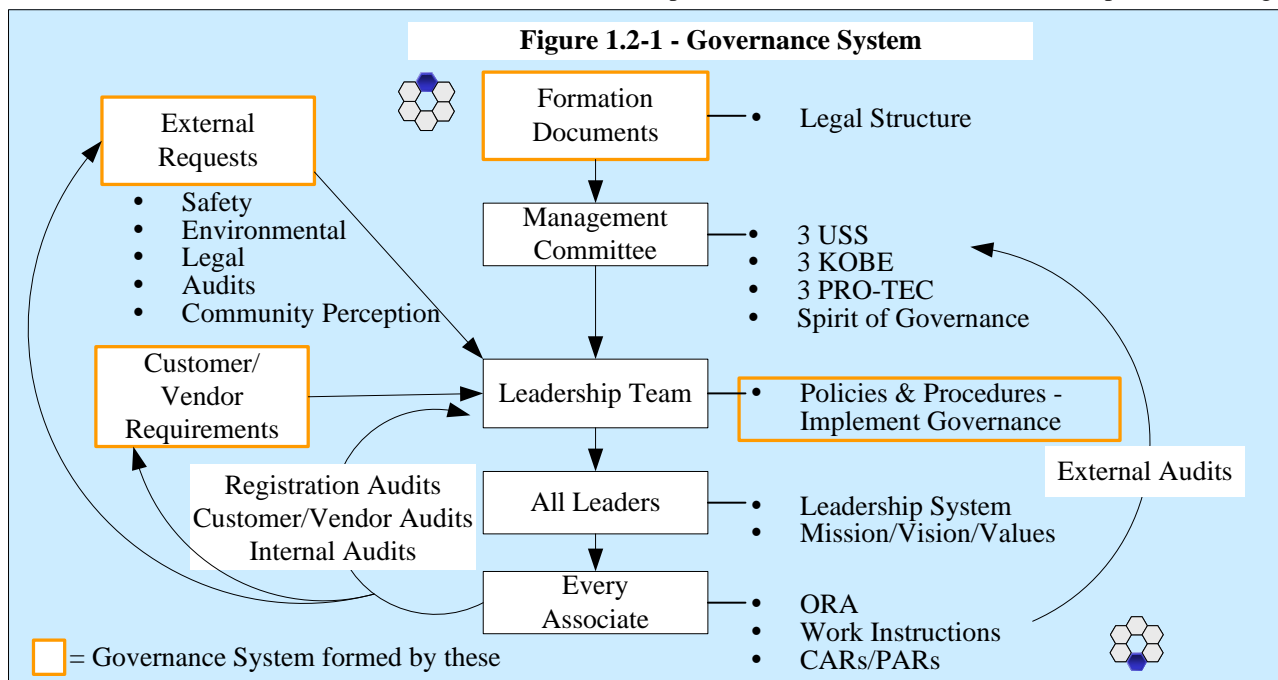 Figure 1.2-1 - Governance System
Formation
Documents
• Legal Structure
External
Requests
• Safety
• Environmental
• Legal
• Audits
• Community Perception
Management
Committee
• 3 USS
• 3 KOBE
• 3 PRO-TEC
• Spirit of Governance
Customer/
Vendor
Requirements
Leadership Team
• Policies & Procedures -
Implement Governance
Registration Audits
Customer/Vendor Audits
Internal Audits
External Audits
All Leaders
• Leadership System
• Mission/Vision/Values
Every
Associate
• ORA
• Work Instructions
• CARs/PARs
= Governance System formed by these